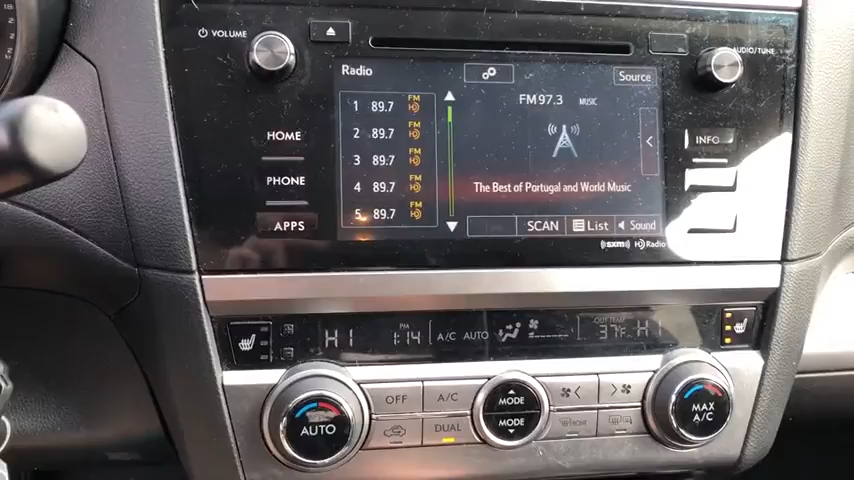 VOLUME
AUDIO/TUNE
Radio
Source
1 89.7 FM
2 89.7 FM
3 89.7 FM
4 89.7 FM
5 89.7 FM
FM 97.3 MUSIC
The Best of Portugal and World Music
SCAN
List
Sound
HOME
PHONE
APPS
INFO
sxm HD Radio
HI
PM
1:14
A/C AUTO
OUT TEMP
37°F
HI
AUTO
OFF
A/C
DUAL
MODE
MODE
MAX
A/C